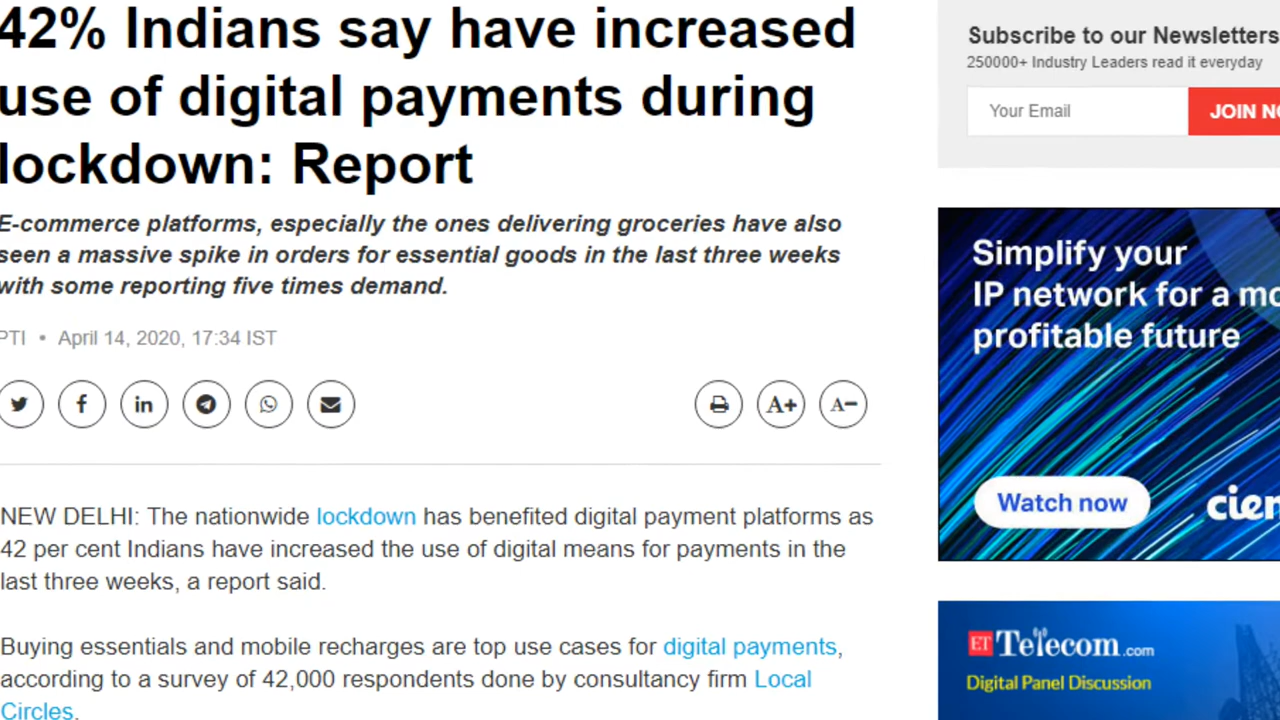 42% Indians say have increased
use of digital payments during
lockdown: Report
E-commerce platforms, especially the ones delivering groceries have also
seen a massive spike in orders for essential goods in the last three weeks
with some reporting five times demand.
PTI • April 14, 2020, 17:34 IST
A+ A-
NEW DELHI: The nationwide lockdown has benefited digital payment platforms as
42 per cent Indians have increased the use of digital means for payments in the
last three weeks, a report said.
Buying essentials and mobile recharges are top use cases for digital payments,
according to a survey of 42,000 respondents done by consultancy firm Local
Circles.
Subscribe to our Newsletters
250000+ Industry Leaders read it everyday
Your Email
JOIN
Simplify your
IP network for a
profitable future
Watch now
ET Telecom.com
Digital Panel Discussion